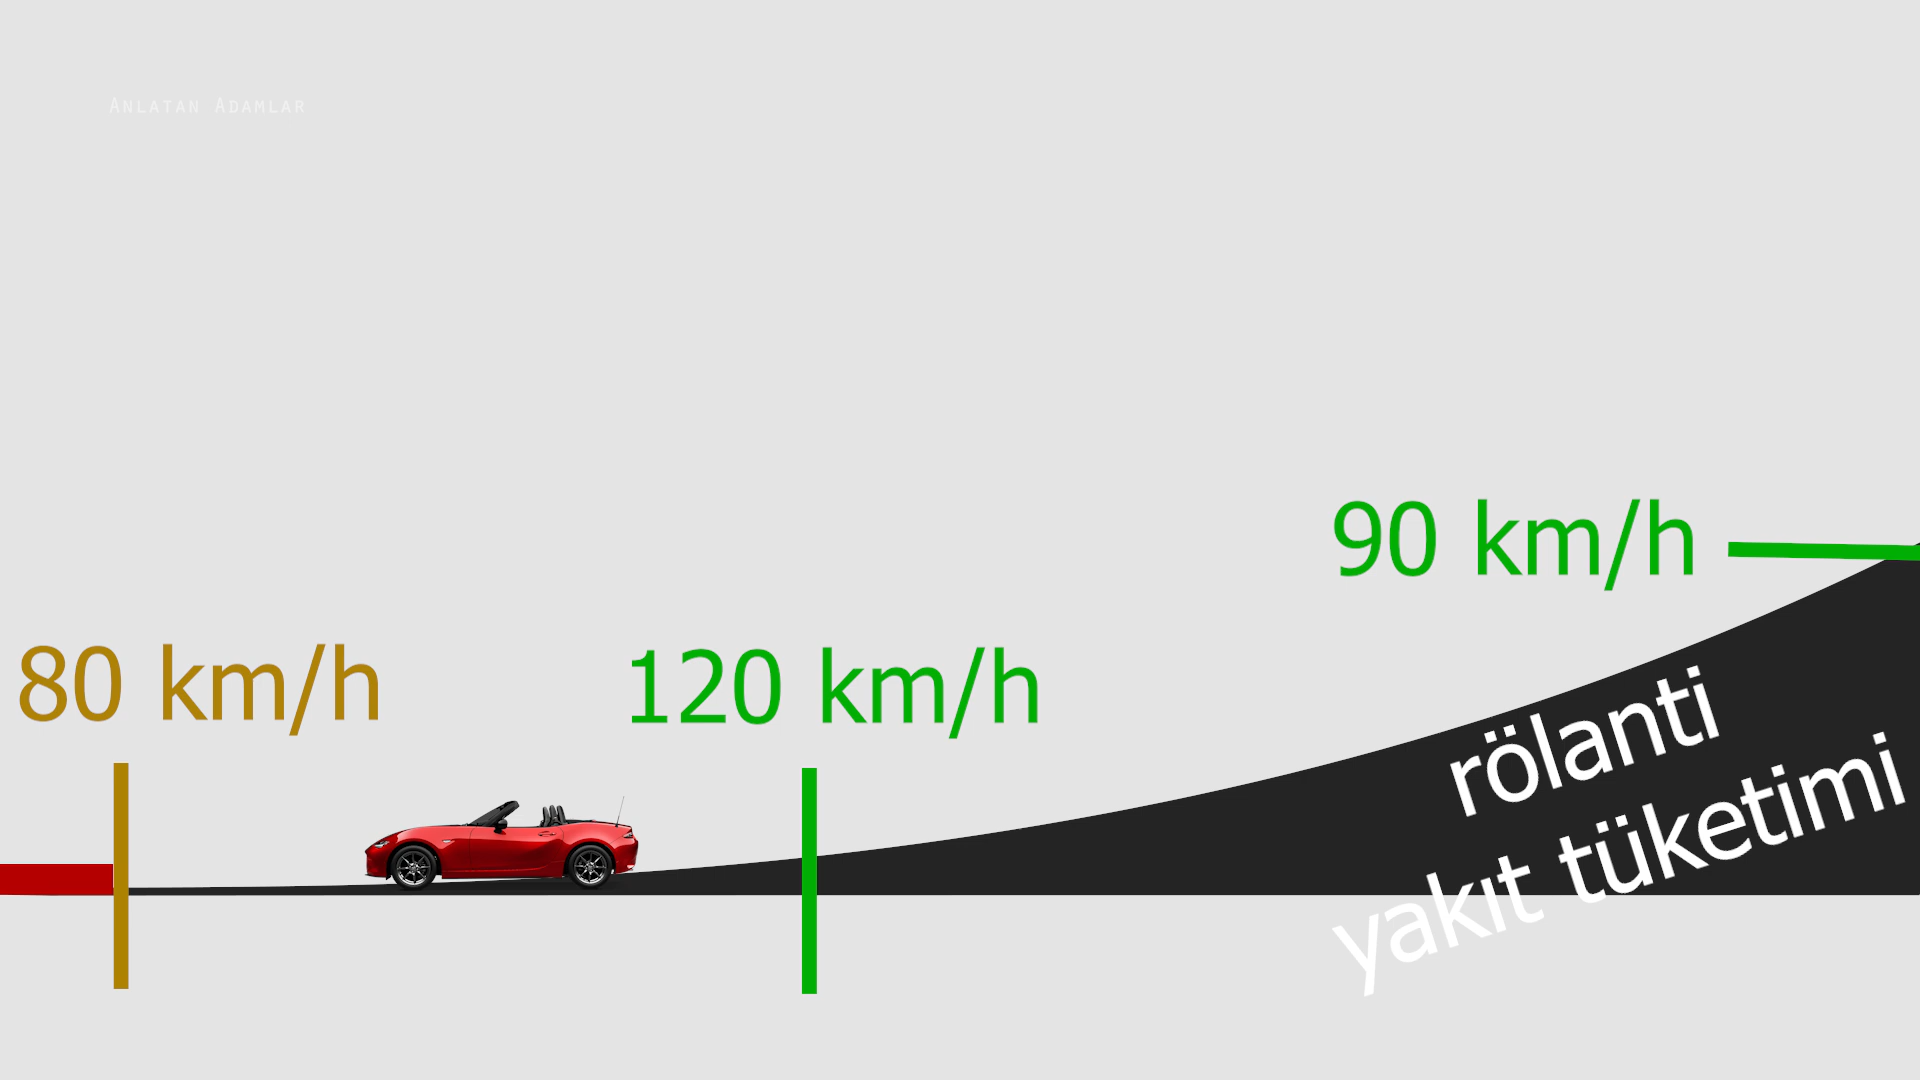 Anlatan Adamlar
90 km/h
80 km/h
120 km/h
rölanti
yakıt tüketimi